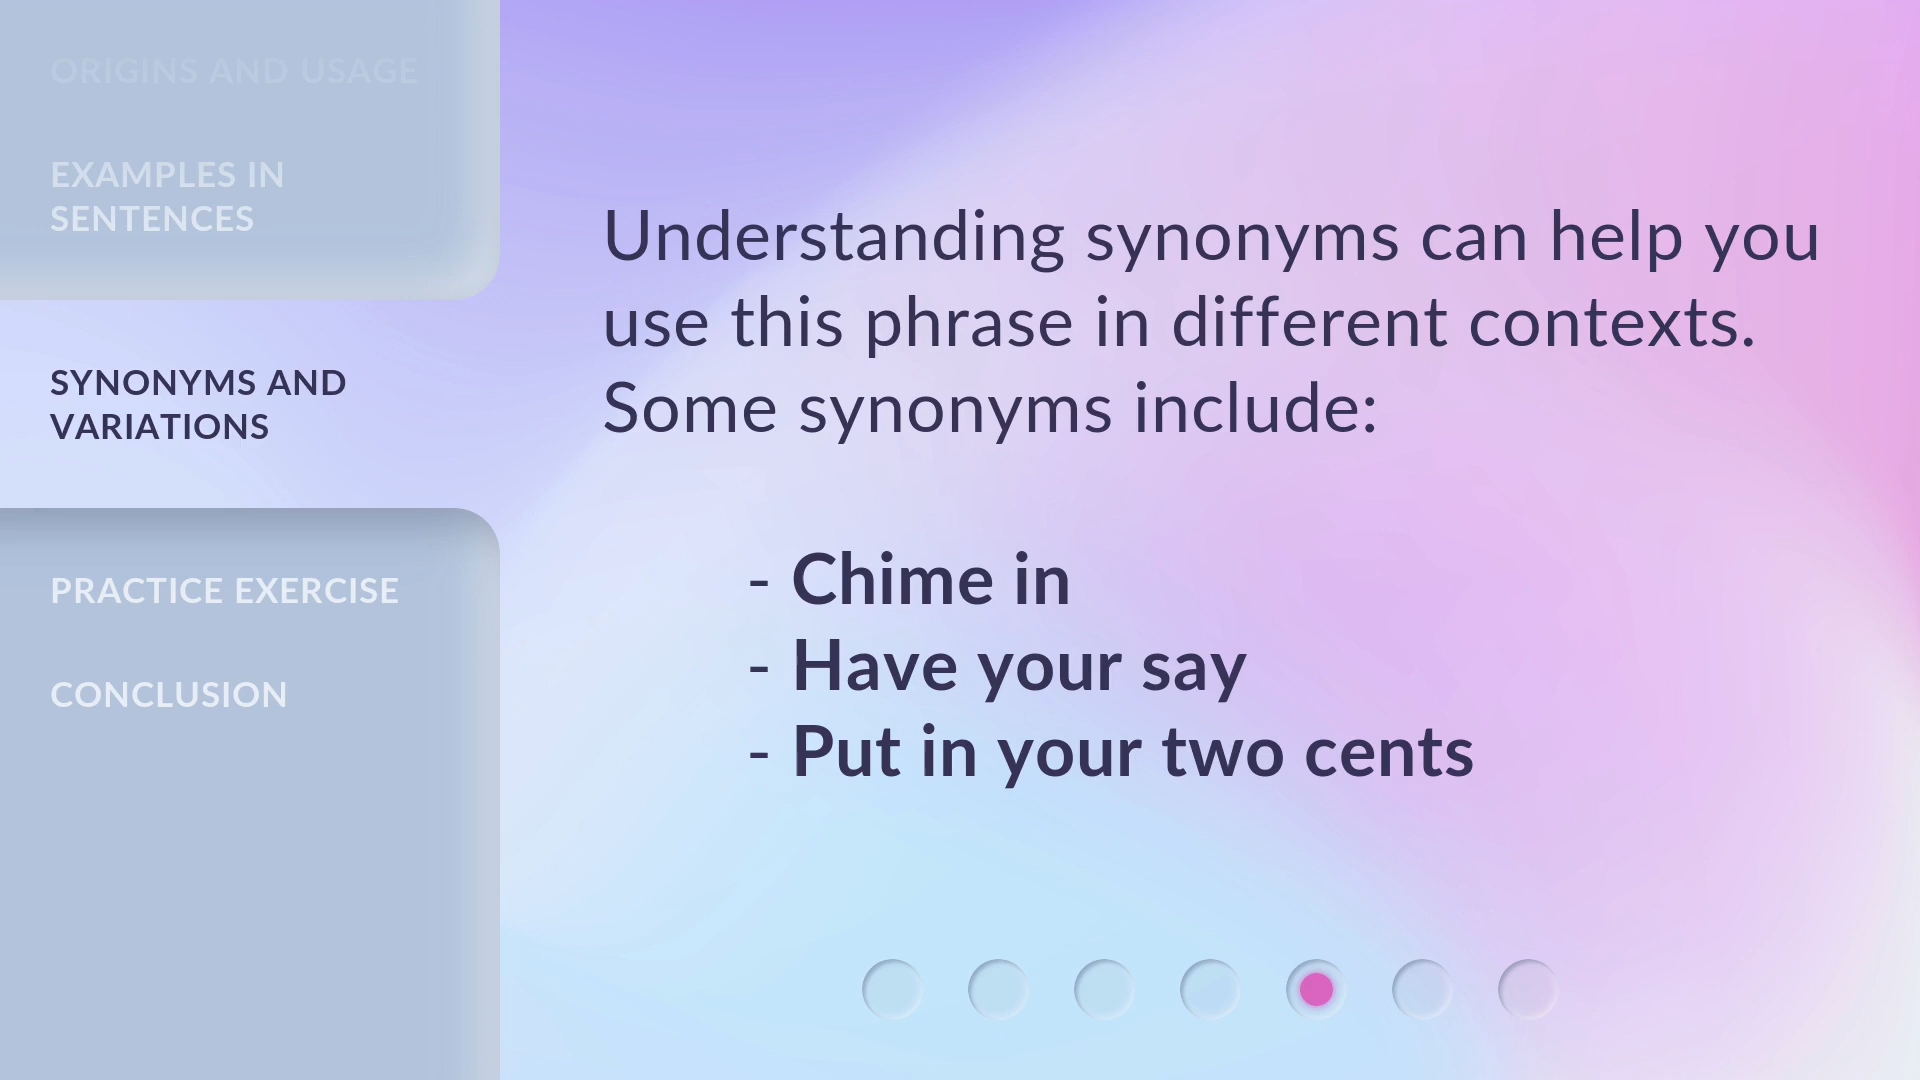 ORIGINS AND USAGE
EXAMPLES IN
SENTENCES
SYNONYMS AND
VARIATIONS
PRACTICE EXERCISE
CONCLUSION
Understanding synonyms can help you
use this phrase in different contexts.
Some synonyms include:
- Chime in
- Have your say
- Put in your two cents